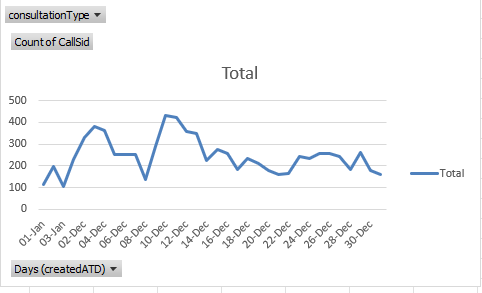 consultationType
Count of CallSid
Total
500
400
300
200
100
0
01-Jan
03-Jan
02-Dec
04-Dec
06-Dec
08-Dec
10-Dec
12-Dec
14-Dec
16-Dec
18-Dec
20-Dec
22-Dec
24-Dec
26-Dec
28-Dec
30-Dec
Total
Days (createdATD)